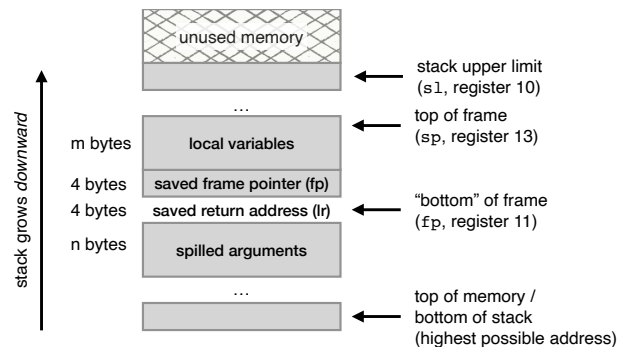 unused memory
stack upper limit
(sl, register 10)
...
top of frame
(sp, register 13)
m bytes
local variables
4 bytes
saved frame pointer (fp)
4 bytes
saved return address (lr)
“bottom” of frame
(fp, register 11)
n bytes
spilled arguments
...
top of memory /
bottom of stack
(highest possible address)
stack grows downward